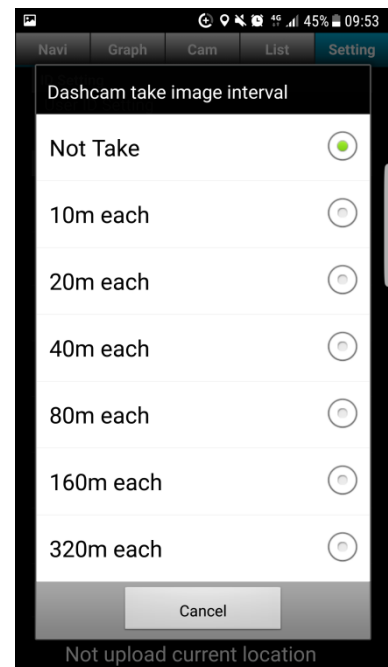 4G 45% 09:53
Navi Graph Cam List Setting
Dashcam take image interval
Not Take
10m each
20m each
40m each
80m each
160m each
320m each
Cancel
Not upload current location